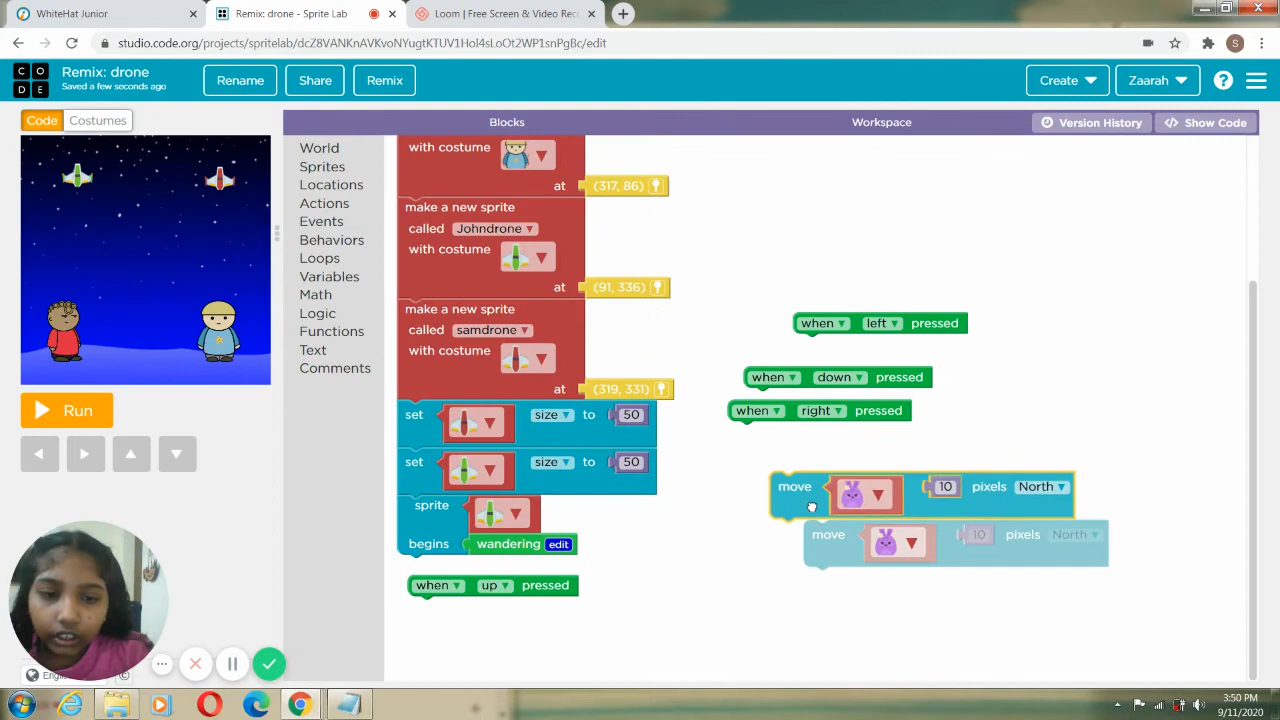 WhiteHat Junior
Remix: drone - Sprite Lab
Loom | Free Screen & Video Rec
studio.code.org/projects/spritelab/dcZ8VANKnAVKvoNYugtKTUV1Hol4sLoOt2WP1snPgBc/edit
C O
D E
Remix: drone
Saved a few seconds ago
Rename
Share
Remix
Create
Zaarah
Code
Costumes
Blocks
Workspace
Version History
Show Code
World
Sprites
Locations
Actions
Events
Behaviors
Loops
Variables
Math
Logic
Functions
Text
Comments
with costume
at (317, 86)
make a new sprite
called Johndrone
with costume
at (91, 336)
make a new sprite
called samdrone
with costume
at (319, 331)
set size to 50
set size to 50
sprite
begins wandering edit
when up pressed
when left pressed
when down pressed
when right pressed
move 10 pixels North
move 10 pixels North
Run
Engl
3:50 PM
9/11/2020